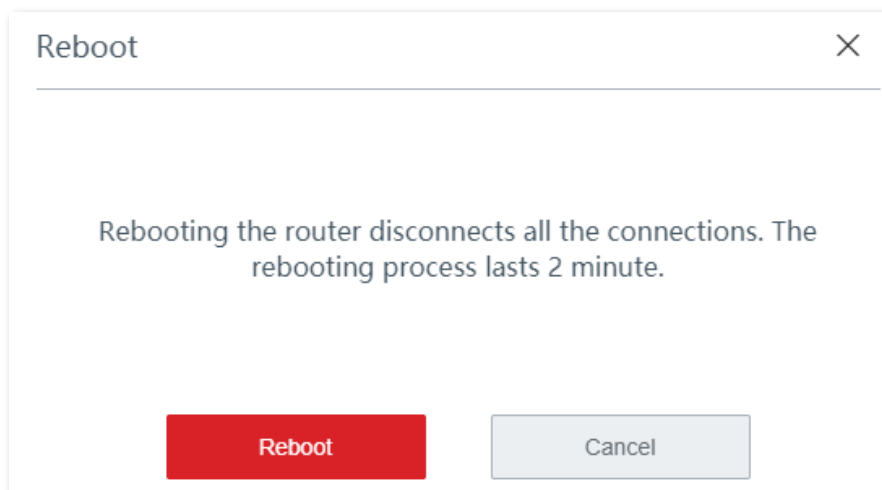 Reboot
Rebooting the router disconnects all the connections. The
rebooting process lasts 2 minute.
Reboot
Cancel